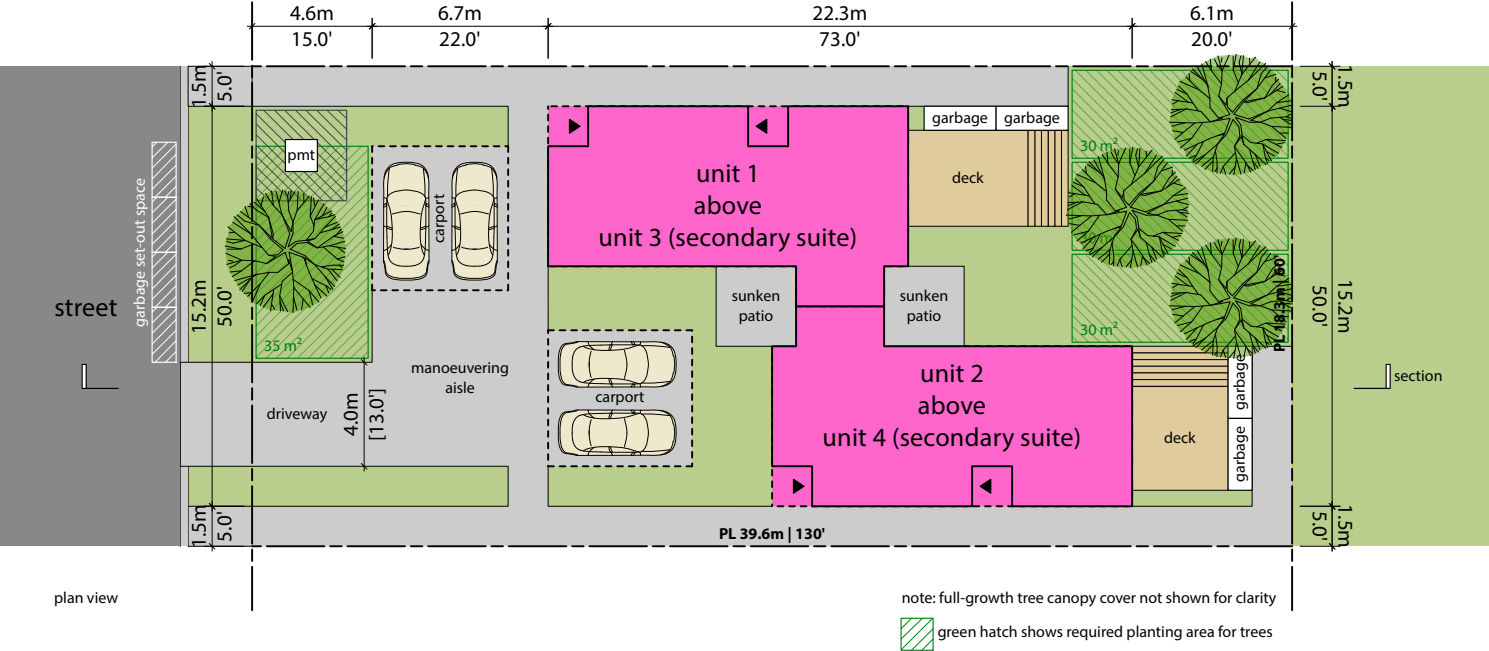 4.6m
6.7m
22.3m
6.1m
15.0'
22.0'
73.0'
20.0'
1.5m
5.0'
1.5m
5.0'
garbage
garbage
pmt
30 m²
carport
unit 1
above
unit 3 (secondary suite)
deck
garbage set-out space
street
15.2m
50.0'
35 m²
sunken
patio
sunken
patio
30 m²
PL 18.3m | 60'
15.2m
50.0'
manoeuvering
aisle
driveway
4.0m
[13.0']
carport
unit 2
above
unit 4 (secondary suite)
deck
garbage
garbage
section
1.5m
5.0'
PL 39.6m | 130'
1.5m
5.0'
plan view
note: full-growth tree canopy cover not shown for clarity
green hatch shows required planting area for trees